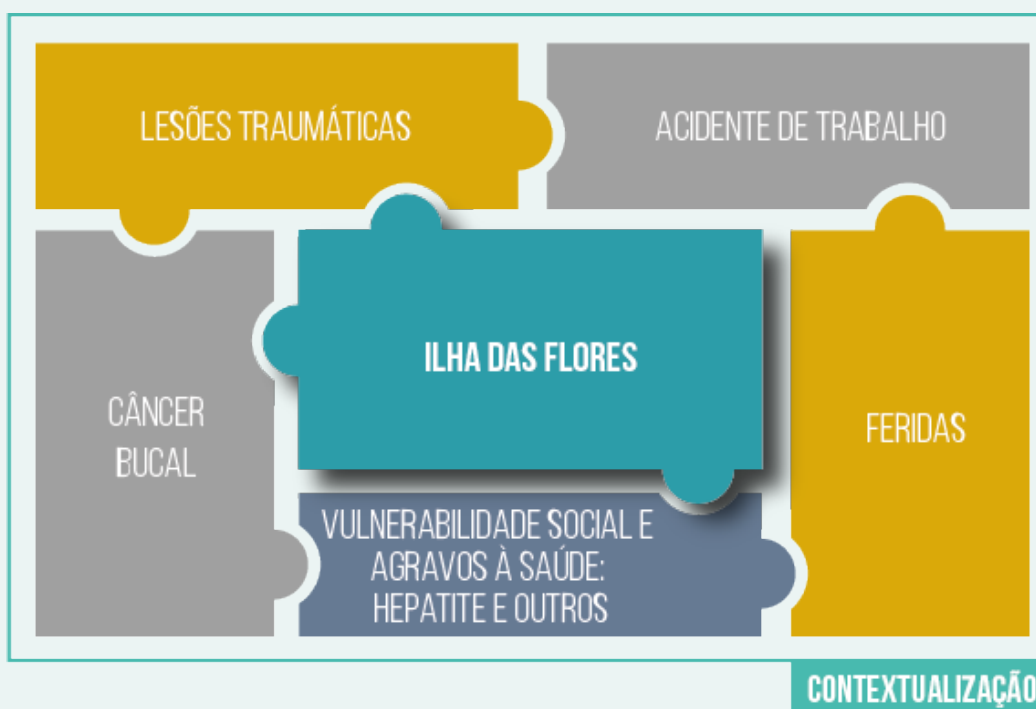 LESÕES TRAUMÁTICAS
ACIDENTE DE TRABALHO
ILHA DAS FLORES
CÂNCER
BUCAL
FERIDAS
VULNERABILIDADE SOCIAL E
AGRAVOS À SAÚDE:
HEPATITE E OUTROS
CONTEXTUALIZAÇÃO